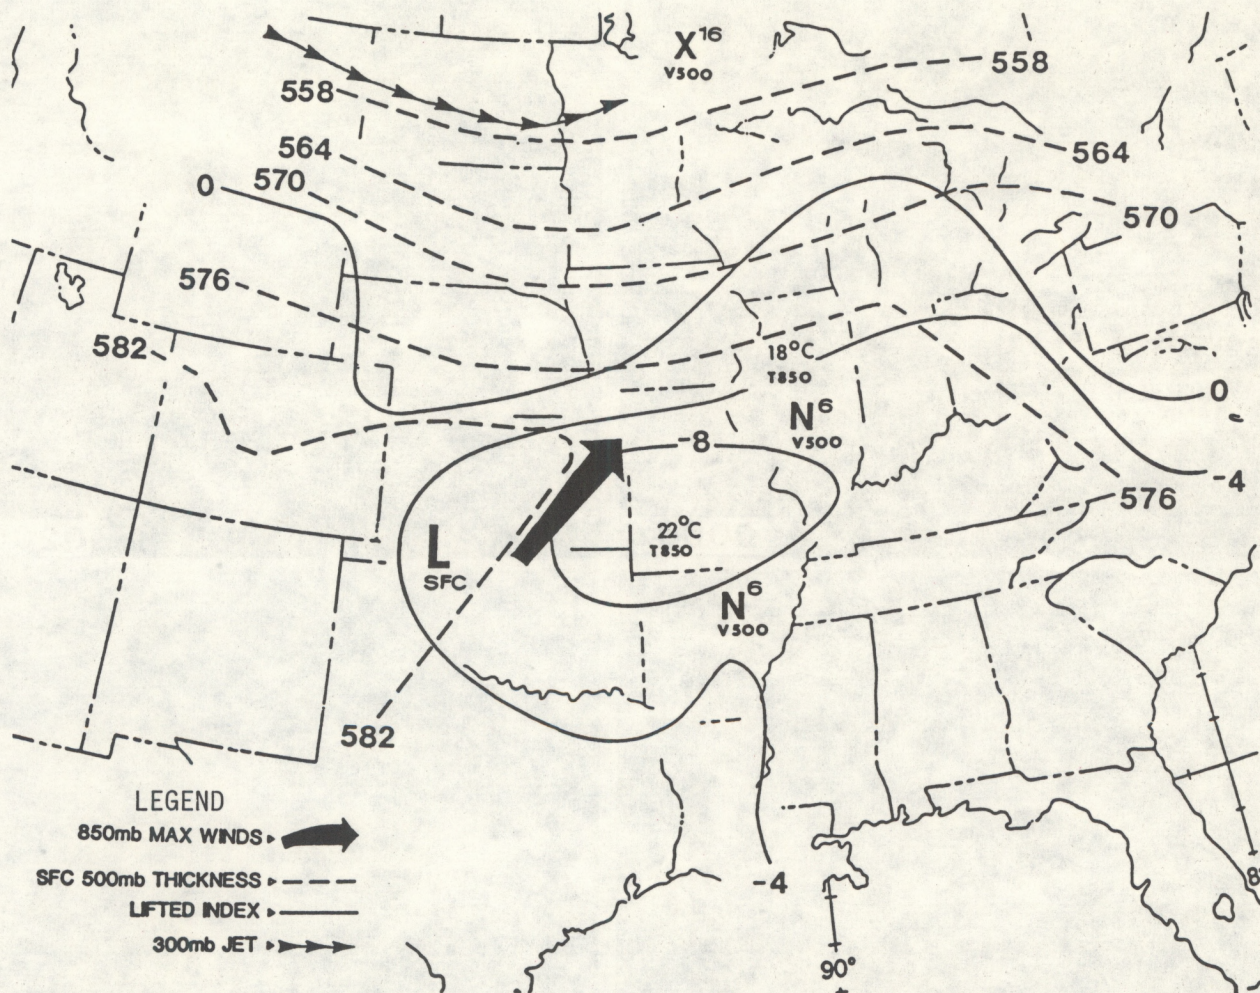 X16
V500
558
558
564
564
0 570
570
576
582
18°C
T850
0
N6
V500
-8
-4
576
22°C
T850
L
SFC
N6
V500
582
LEGEND
850mb MAX WINDS
SFC 500mb THICKNESS
LIFTED INDEX
300mb JET
-4
90°